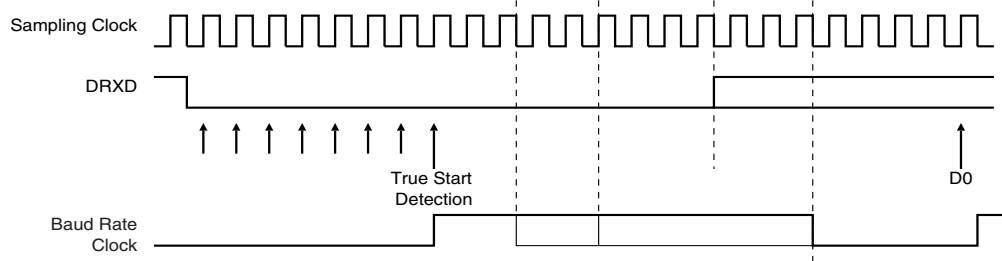 Sampling Clock
DRXD
True Start
Detection
D0
Baud Rate
Clock